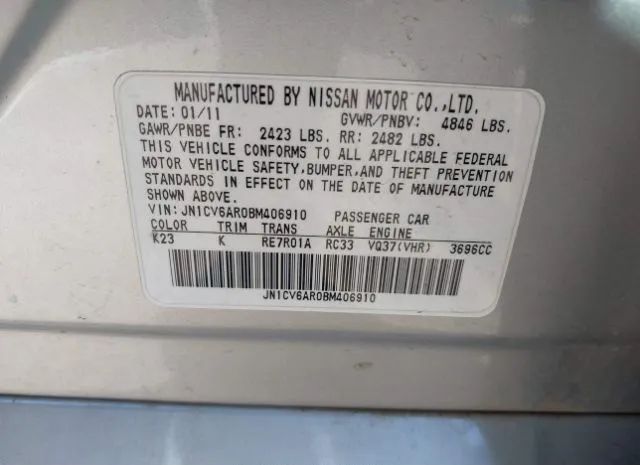 MANUFACTURED BY NISSAN MOTOR CO.,LTD.
DATE: 01/11 GVWR/PNBV: 4846 LBS.
GAWR/PNBE FR: 2423 LBS. RR: 2482 LBS.
THIS VEHICLE CONFORMS TO ALL APPLICABLE FEDERAL
MOTOR VEHICLE SAFETY,BUMPER,AND THEFT PREVENTION
STANDARDS IN EFFECT ON THE DATE OF MANUFACTURE
SHOWN ABOVE.
VIN: JN1CV6AR0BM406910 PASSENGER CAR
COLOR TRIM TRANS AXLE ENGINE
K23 K RE7R01A RC33 VQ37(VHR) 3696CC
JN1CV6AR0BM406910